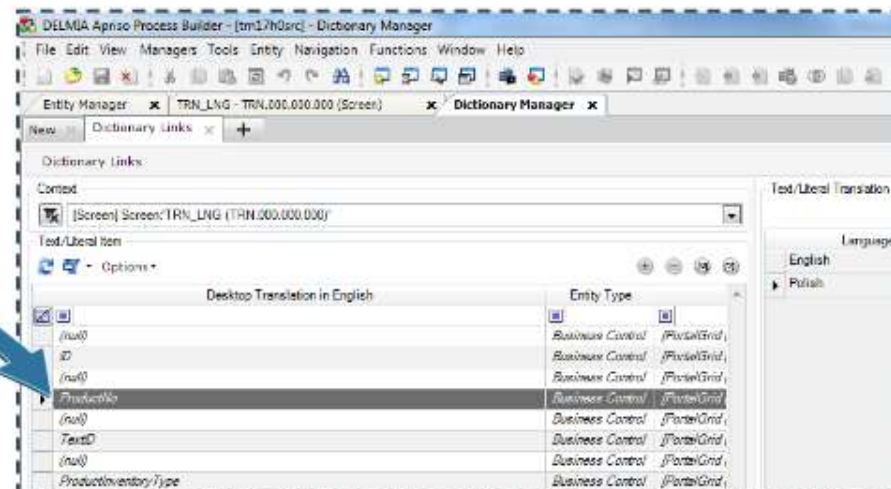 DELMIA Apriso Process Builder - [tm17h0src] - Dictionary Manager
File Edit View Managers Tools Entity Navigation Functions Window Help
Entity Manager TRN_LNG - TRN.000.000.000 (Screen) Dictionary Manager
New Dictionary Links
Dictionary Links
Context Text/Literal Translation
[Screen] Screen:'TRN_LNG (TRN.000.000.000)'
Text/Literal Item Language
Options English
Desktop Translation in English Entity Type Polish
(null) Business Control [PortalGrid
ID Business Control [PortalGrid
(null) Business Control [PortalGrid
ProductNo Business Control [PortalGrid
(null) Business Control [PortalGrid
TextID Business Control [PortalGrid
(null) Business Control [PortalGrid
ProductInventoryType Business Control [PortalGrid